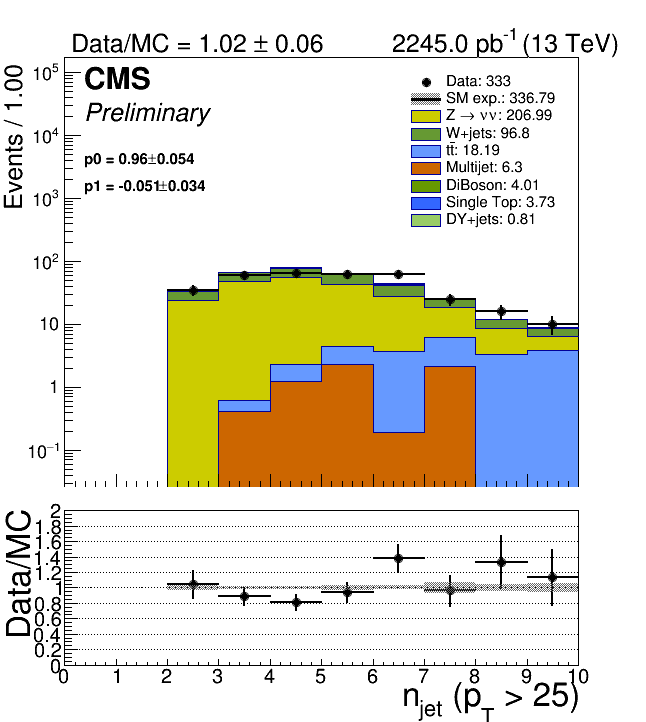 Data/MC = 1.02 ± 0.06 2245.0 pb⁻¹ (13 TeV)
CMS
Preliminary
p0 = 0.96±0.054
p1 = -0.051±0.034
Data: 333
SM exp.: 336.79
Z → νν: 206.99
W+jets: 96.8
tt̄: 18.19
Multijet: 6.3
DiBoson: 4.01
Single Top: 3.73
DY+jets: 0.81
Events / 1.00
10⁵
10⁴
10³
10²
10
1
10⁻¹
Data/MC
2
1.8
1.6
1.4
1.2
1
0.8
0.6
0.4
0.2
0
0 1 2 3 4 5 6 7 8 9 10
n_jet (p_T > 25)